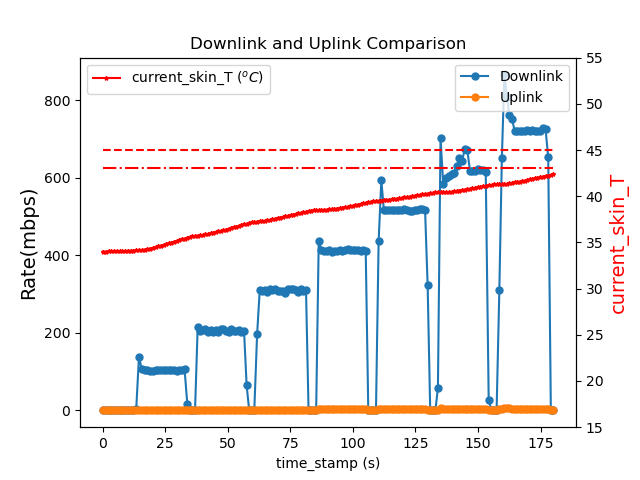 Downlink and Uplink Comparison
current_skin_T (°C)
Downlink
Uplink
Rate(mbps)
800
600
400
200
0
55
50
45
40
35
30
25
20
15
current_skin_T
0 25 50 75 100 125 150 175
time_stamp (s)